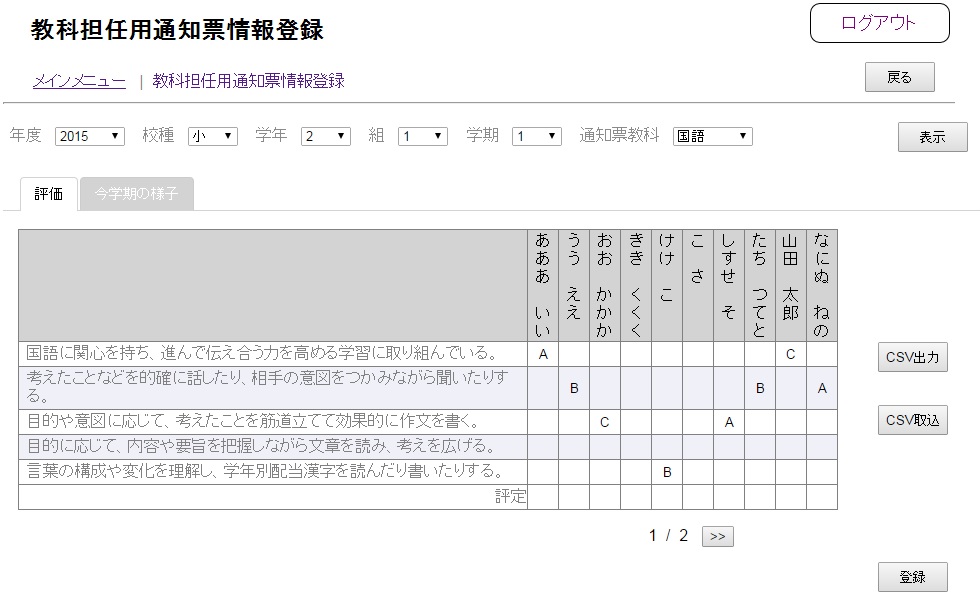 教科担任用通知票情報登録
ログアウト
メインメニュー | 教科担任用通知票情報登録
戻る
年度 2015 校種 小 学年 2 組 1 学期 1 通知票教科 国語
表示
評価 今学期の様子
あああ いい
うう ええ
おお かかか
きき くくく
けけ こ
こ さ
しすせ そ
たち つてと
山田 太郎
なにぬ ねの
国語に関心を持ち、進んで伝え合う力を高める学習に取り組んでいる。 A C
考えたことなどを的確に話したり、相手の意図をつかみながら聞いたりす
る。 B B A
目的や意図に応じて、考えたことを筋道立てて効果的に作文を書く。 C A
目的に応じて、内容や要旨を把握しながら文章を読み、考えを広げる。
言葉の構成や変化を理解し、学年別配当漢字を読んだり書いたりする。 B
評定
CSV出力
CSV取込
1 / 2 >>
登録